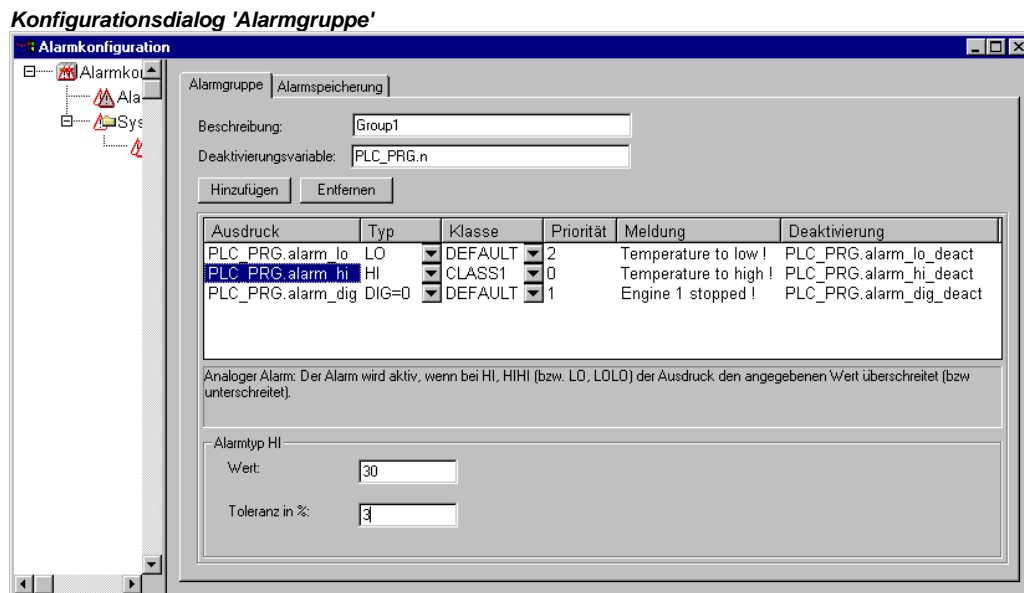 Konfigurationsdialog 'Alarmgruppe'
Alarmkonfiguration
Alarmko
Ala
Sys
Alarmgruppe Alarmspeicherung
Beschreibung: Group1
Deaktivierungsvariable: PLC_PRG.n
Hinzufügen Entfernen
Ausdruck Typ Klasse Priorität Meldung Deaktivierung
PLC_PRG.alarm_lo LO DEFAULT 2 Temperature to low ! PLC_PRG.alarm_lo_deact
PLC_PRG.alarm_hi HI CLASS1 0 Temperature to high ! PLC_PRG.alarm_hi_deact
PLC_PRG.alarm_dig DIG=0 DEFAULT 1 Engine 1 stopped ! PLC_PRG.alarm_dig_deact
Analoger Alarm: Der Alarm wird aktiv, wenn bei HI, HIHI (bzw. LO, LOLO) der Ausdruck den angegebenen Wert überschreitet (bzw
unterschreitet).
Alarmtyp HI
Wert: 30
Toleranz in %: 3